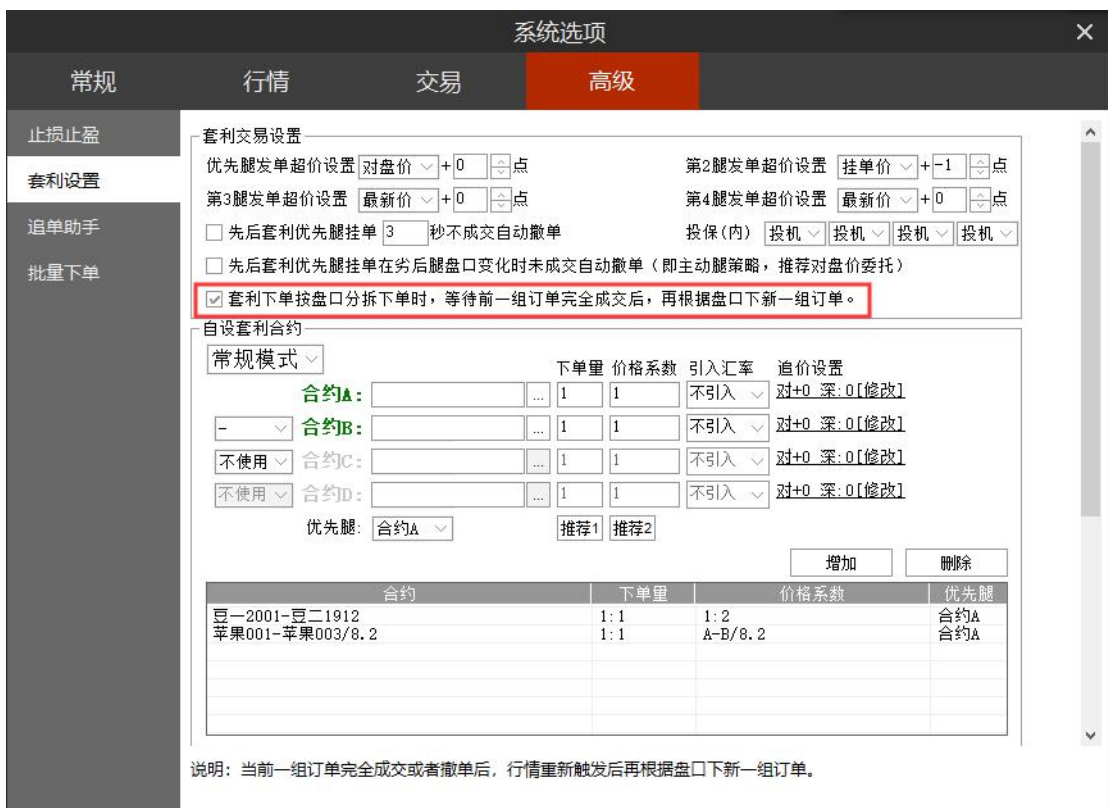 系统选项
常规 行情 交易 高级
止损止盈
套利设置
追单助手
批量下单
套利交易设置
优先腿发单超价设置 对盘价 +0 点 第2腿发单超价设置 挂单价 +-1 点
第3腿发单超价设置 最新价 +0 点 第4腿发单超价设置 最新价 +0 点
先后套利优先腿挂单 3 秒不成交自动撤单 投保(内) 投机 投机 投机 投机
先后套利优先腿挂单在劣后腿盘口变化时未成交自动撤单（即主动腿策略，推荐对盘价委托）
套利下单按盘口分拆下单时，等待前一组订单完全成交后，再根据盘口下新一组订单。
自设套利合约
常规模式
下单量 价格系数 引入汇率 追价设置
合约A: ... 1 1 不引入 对+0 深:0[修改]
- 合约B: ... 1 1 不引入 对+0 深:0[修改]
不使用 合约C: ... 1 1 不引入 对+0 深:0[修改]
不使用 合约D: ... 1 1 不引入 对+0 深:0[修改]
优先腿: 合约A 推荐1 推荐2
增加 删除
合约 下单量 价格系数 优先腿
豆一2001-豆二1912 1:1 1:2 合约A
苹果001-苹果003/8.2 1:1 A-B/8.2 合约A
说明：当前一组订单完全成交或者撤单后，行情重新触发后再根据盘口下新一组订单。